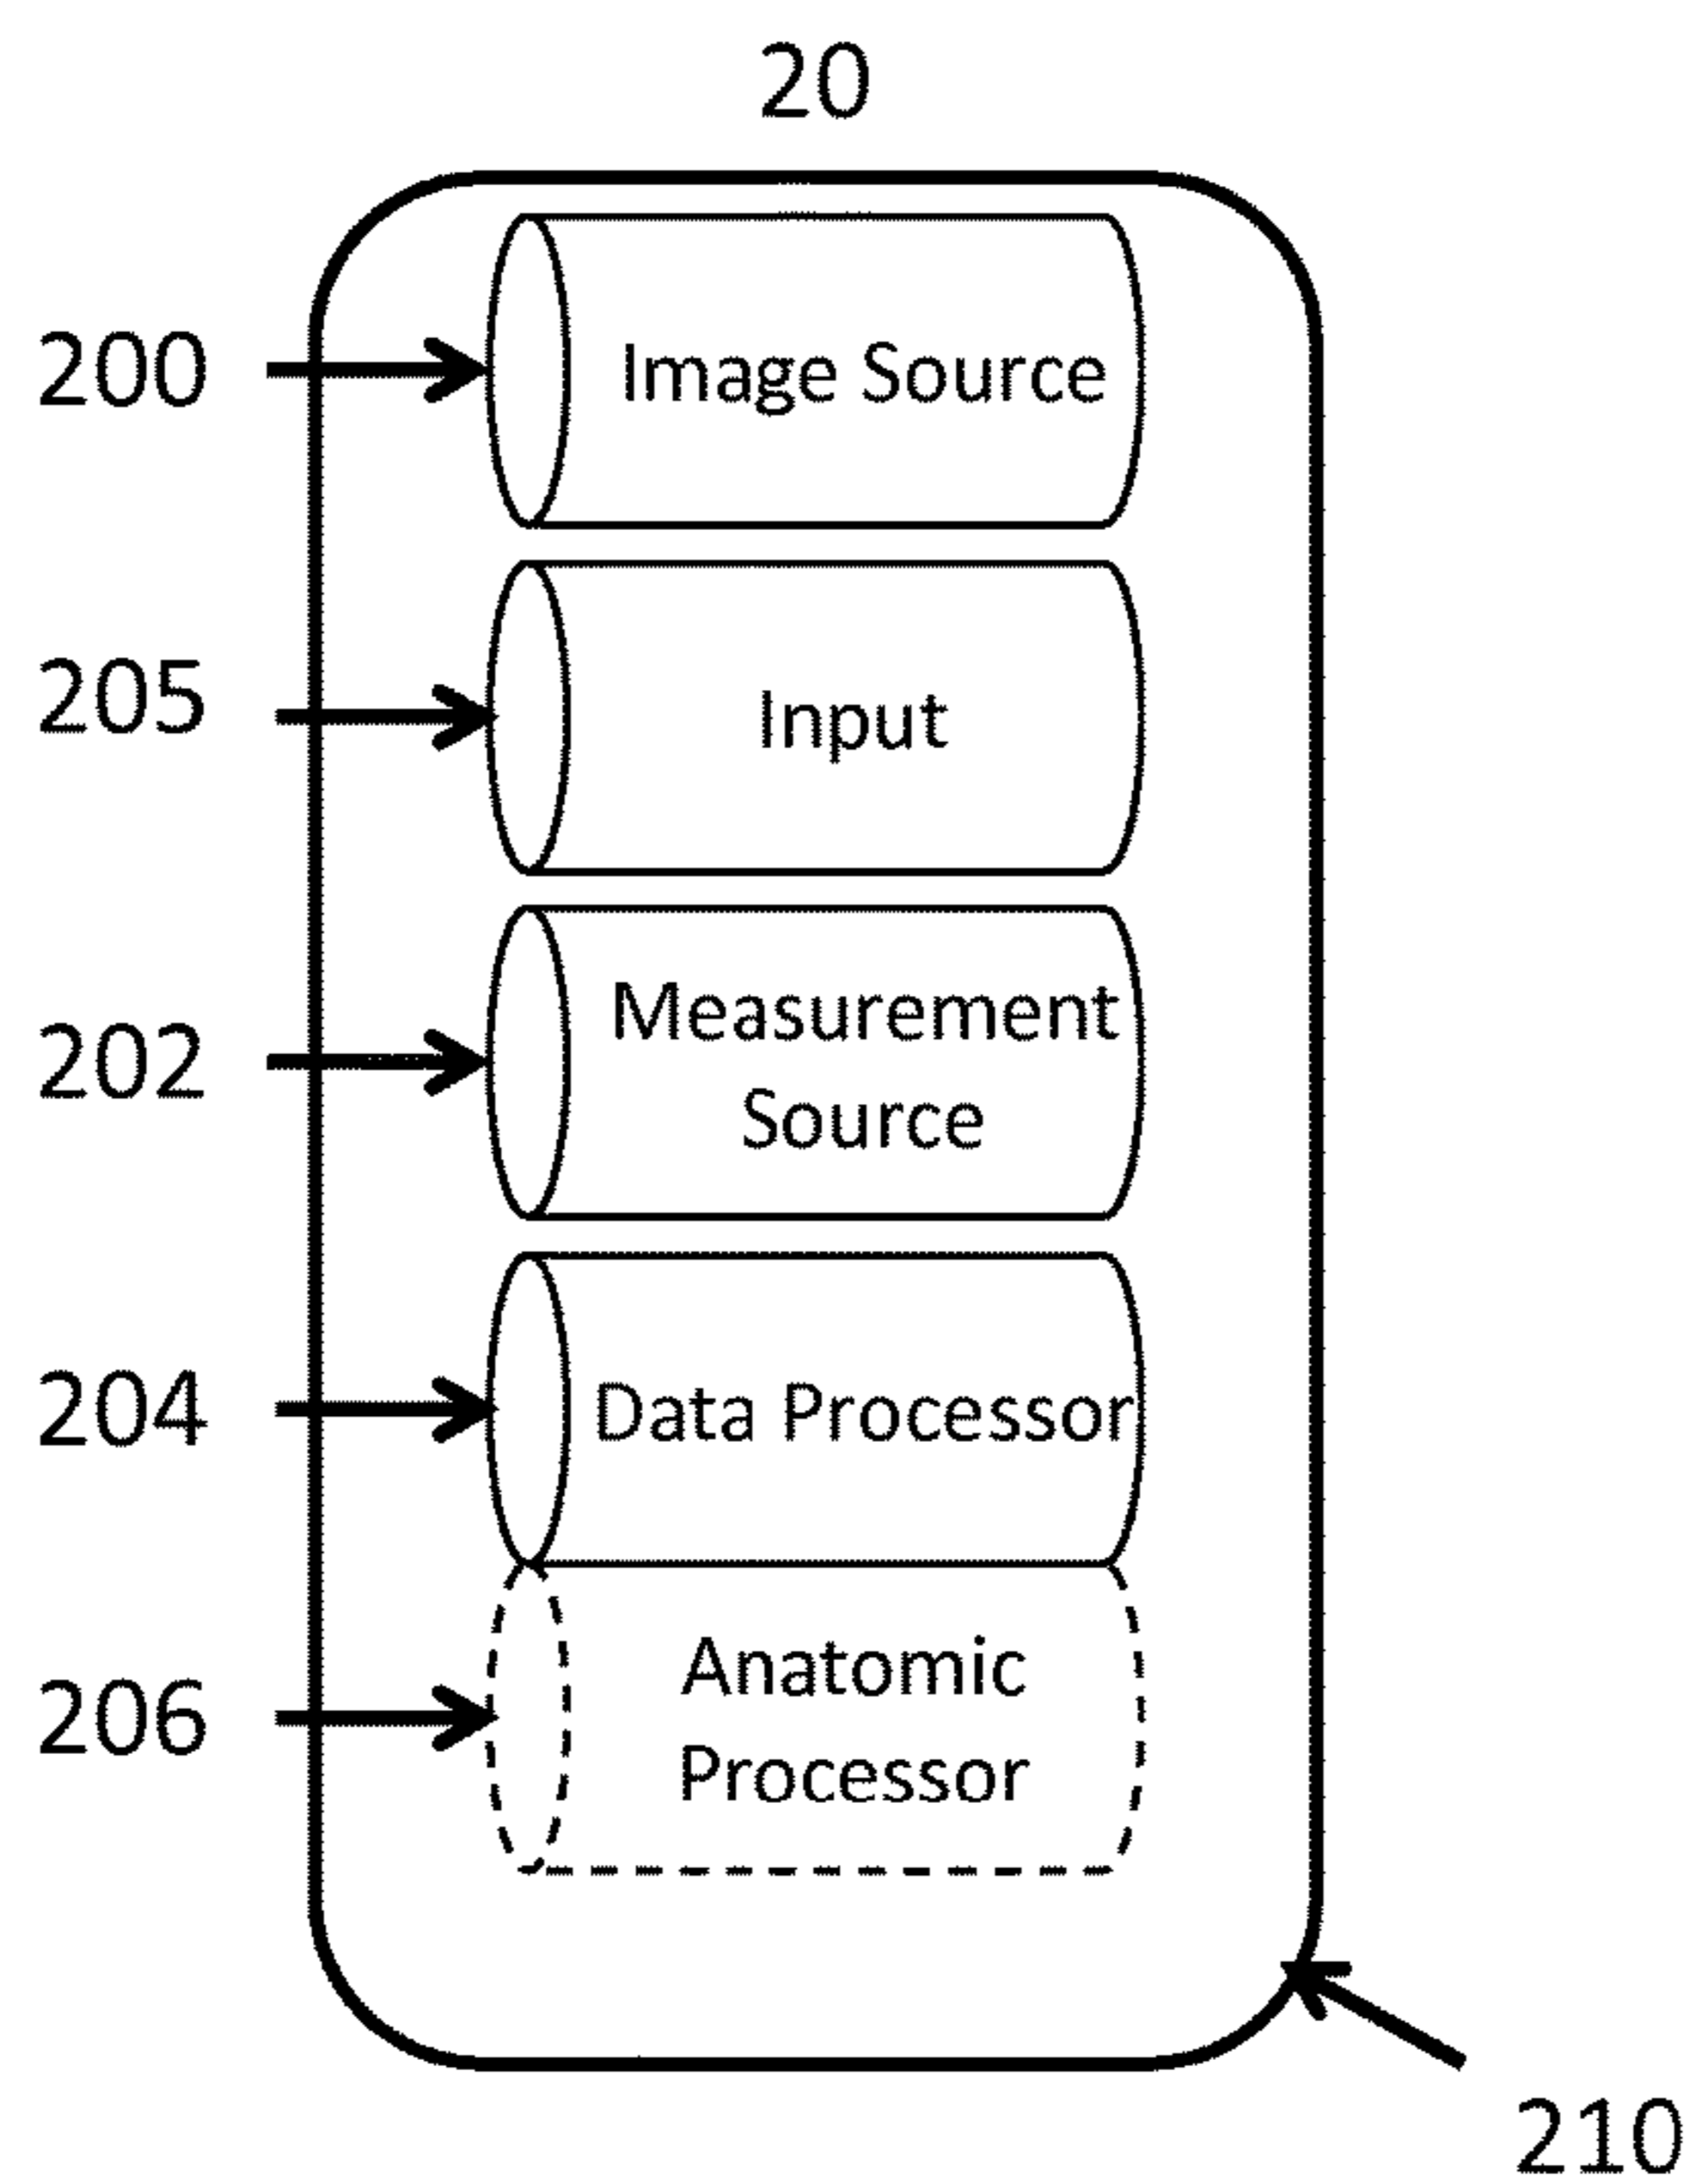 20
200
Image Source
205
Input
202
Measurement
Source
204
Data Processor
206
Anatomic
Processor
210